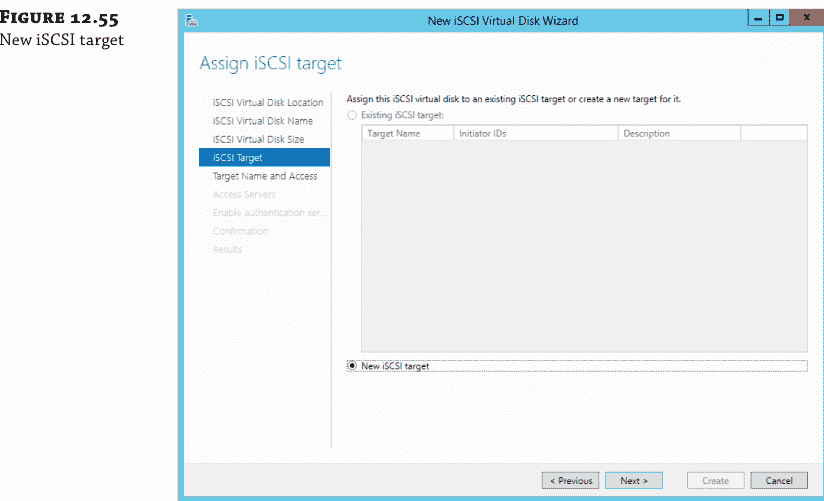 FIGURE 12.55
New iSCSI target
New iSCSI Virtual Disk Wizard
Assign iSCSI target
iSCSI Virtual Disk Location
iSCSI Virtual Disk Name
iSCSI Virtual Disk Size
iSCSI Target
Target Name and Access
Access Servers
Enable authentication ser...
Confirmation
Results
Assign this iSCSI virtual disk to an existing iSCSI target or create a new target for it.
Existing iSCSI target:
Target Name Initiator IDs Description
New iSCSI target
< Previous Next > Create Cancel